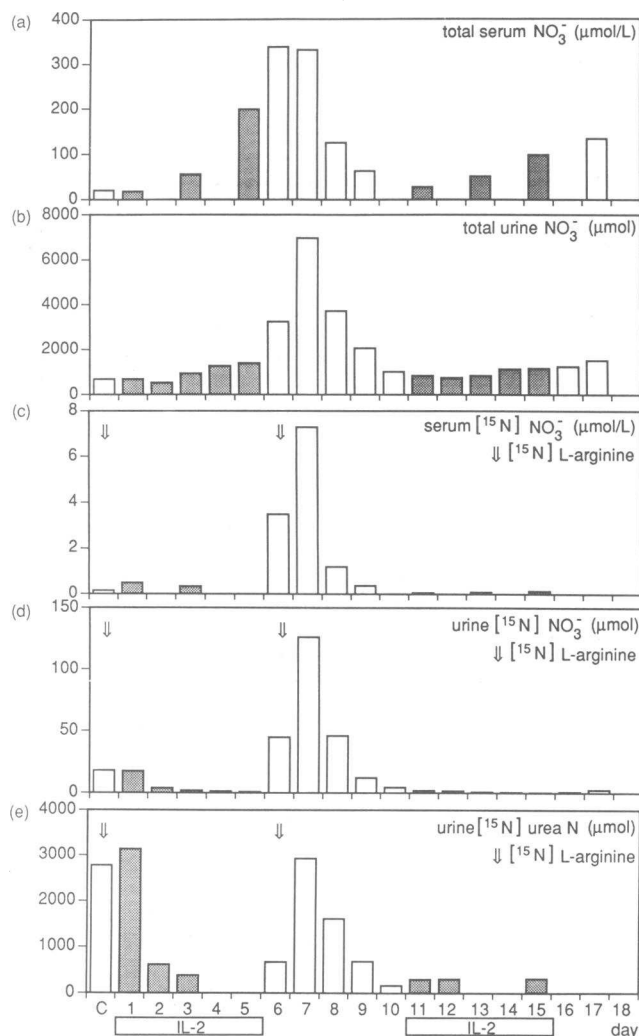 (a)
total serum NO₃⁻ (μmol/L)
400
300
200
100
0
(b)
total urine NO₃⁻ (μmol)
8000
6000
4000
2000
0
(c)
serum [¹⁵N] NO₃⁻ (μmol/L)
⇓ [¹⁵N] L-arginine
8
6
4
2
0
(d)
urine [¹⁵N] NO₃⁻ (μmol)
⇓ [¹⁵N] L-arginine
150
100
50
0
(e)
urine [¹⁵N] urea N (μmol)
⇓ [¹⁵N] L-arginine
4000
3000
2000
1000
0
C 1 2 3 4 5 6 7 8 9 10 11 12 13 14 15 16 17 18
IL-2 IL-2 day